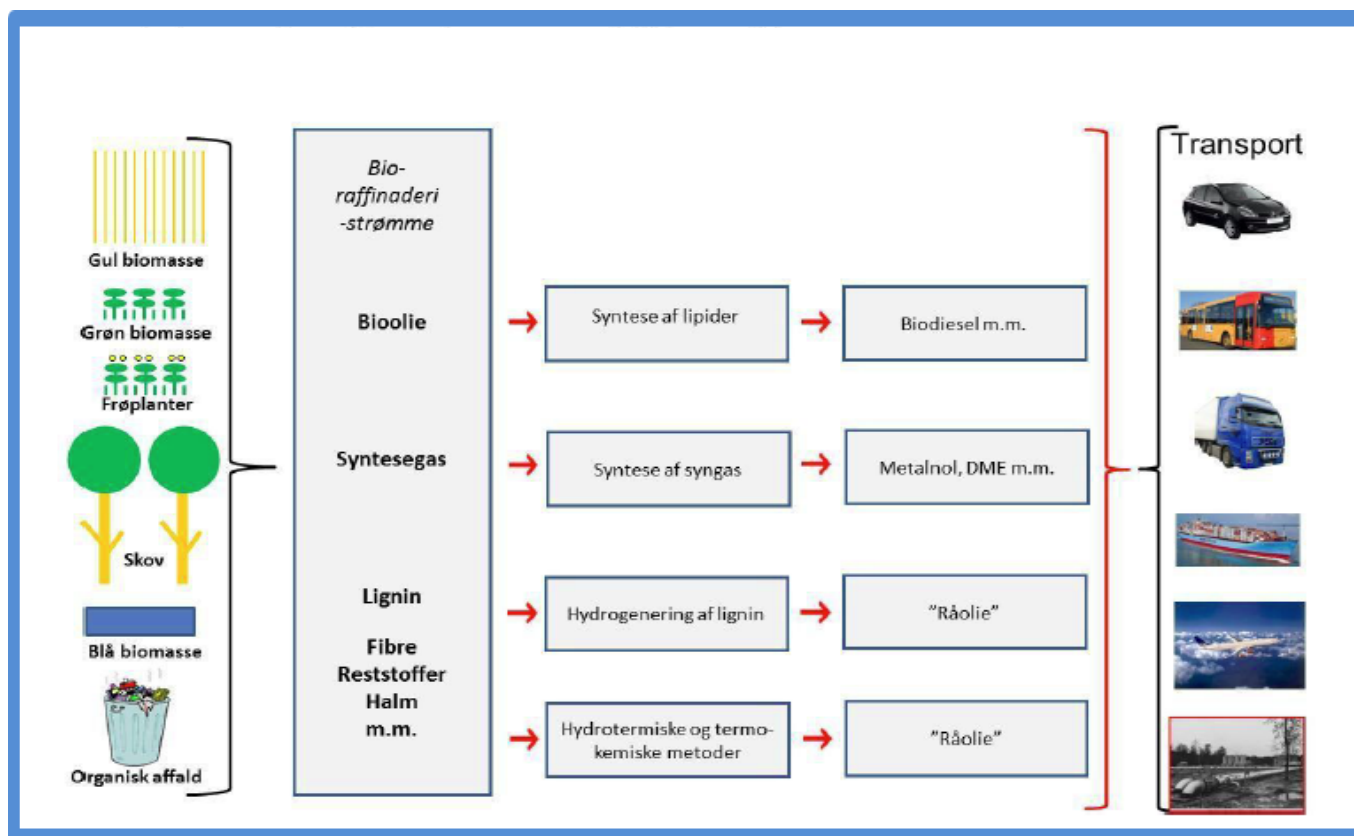 Gul biomasse
Grøn biomasse
Frøplanter
Skov
Blå biomasse
Organisk affald
Bio-
raffinaderi
-strømme
Bioolie
Syntesegas
Lignin
Fibre
Reststoffer
Halm
m.m.
Syntese af lipider
Biodiesel m.m.
Syntese af syngas
Metalnol, DME m.m.
Hydrogenering af lignin
”Råolie”
Hydrotermiske og termo-
kemiske metoder
”Råolie”
Transport